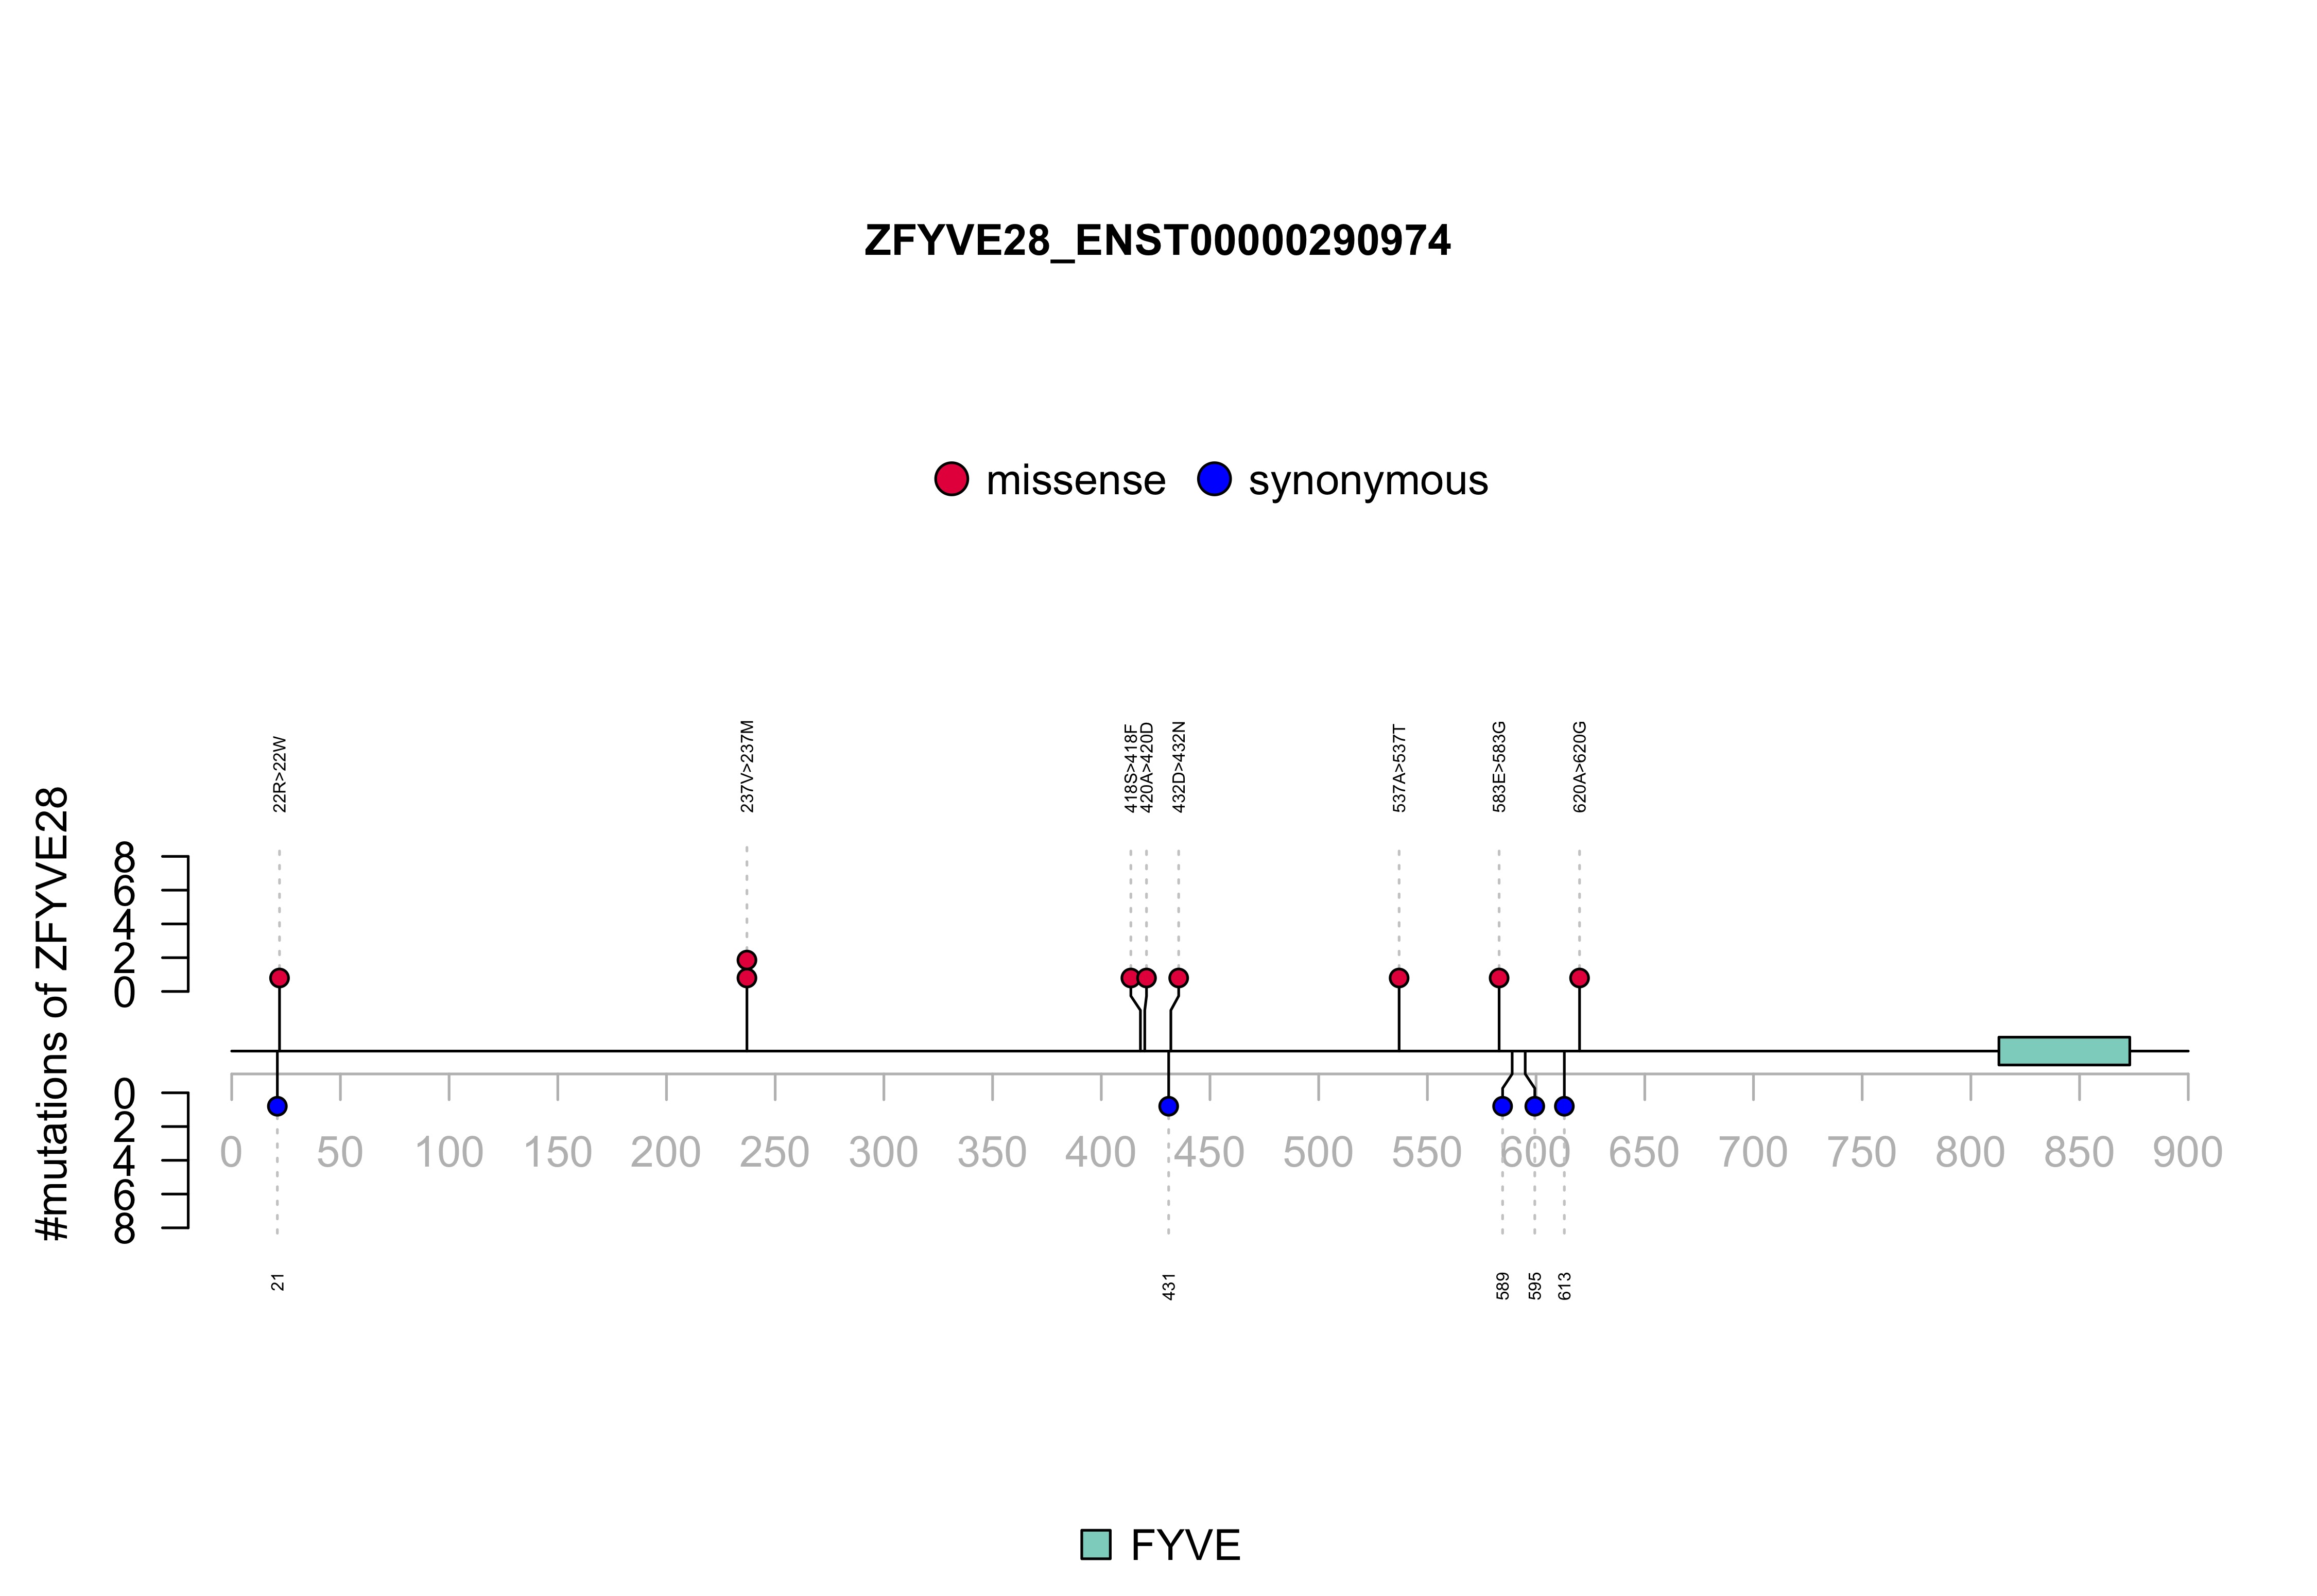 ZFYVE28_ENST00000290974
missense synonymous
22R>22W
237V>237M
418S>418F
420A>420D
432D>432N
537A>537T
583E>583G
620A>620G
#mutations of ZFYVE28
8
6
4
2
0
0
2
4
6
8
0 50 100 150 200 250 300 350 400 450 500 550 600 650 700 750 800 850 900
21
431
589
595
613
FYVE